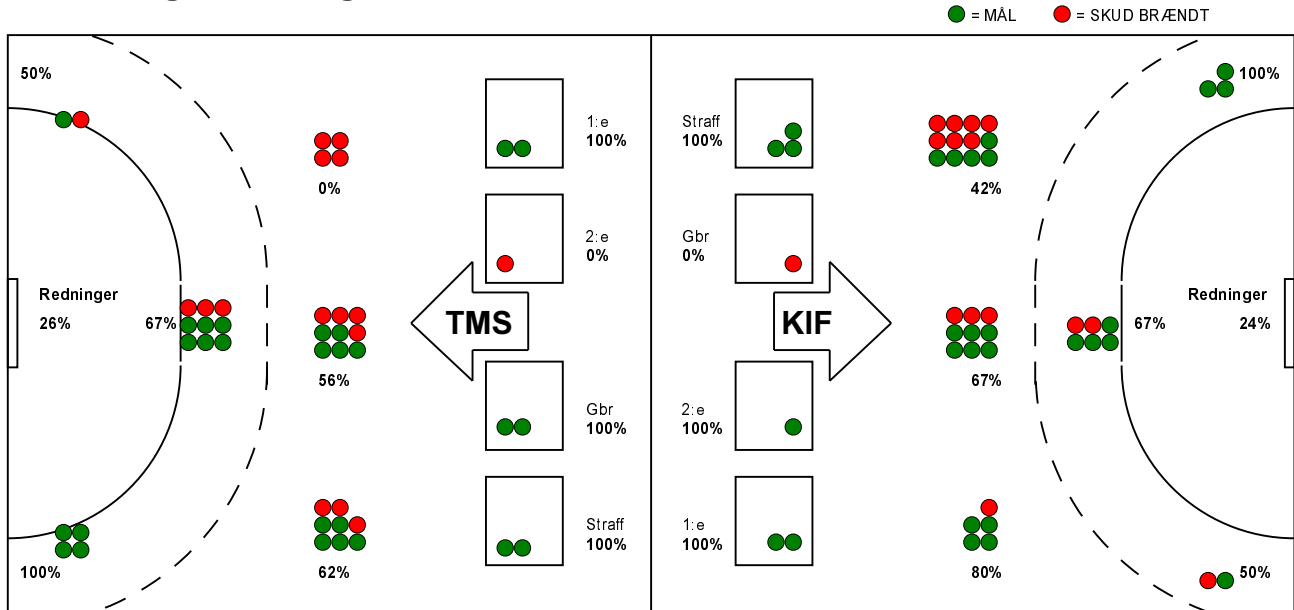 = MÅL = SKUD BRÆNDT
50%
1:e
100%
Straff
100%
100%
0%
42%
2:e
0%
Gbr
0%
Redninger
26%
67%
TMS
KIF
67%
Redninger
24%
56%
67%
Gbr
100%
2:e
100%
Straff
100%
1:e
100%
100%
62%
80%
50%